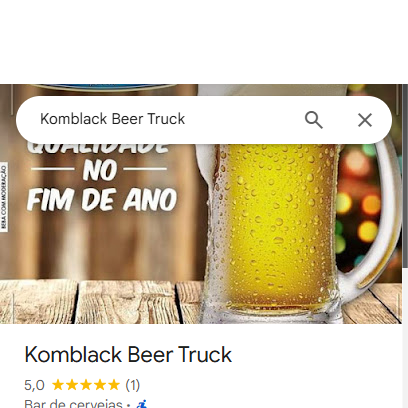 Komblack Beer Truck
QUALIDADE
NO
FIM DE ANO
BEBA COM MODERAÇÃO
Komblack Beer Truck
5,0 (1)
Bar de cervejas ·